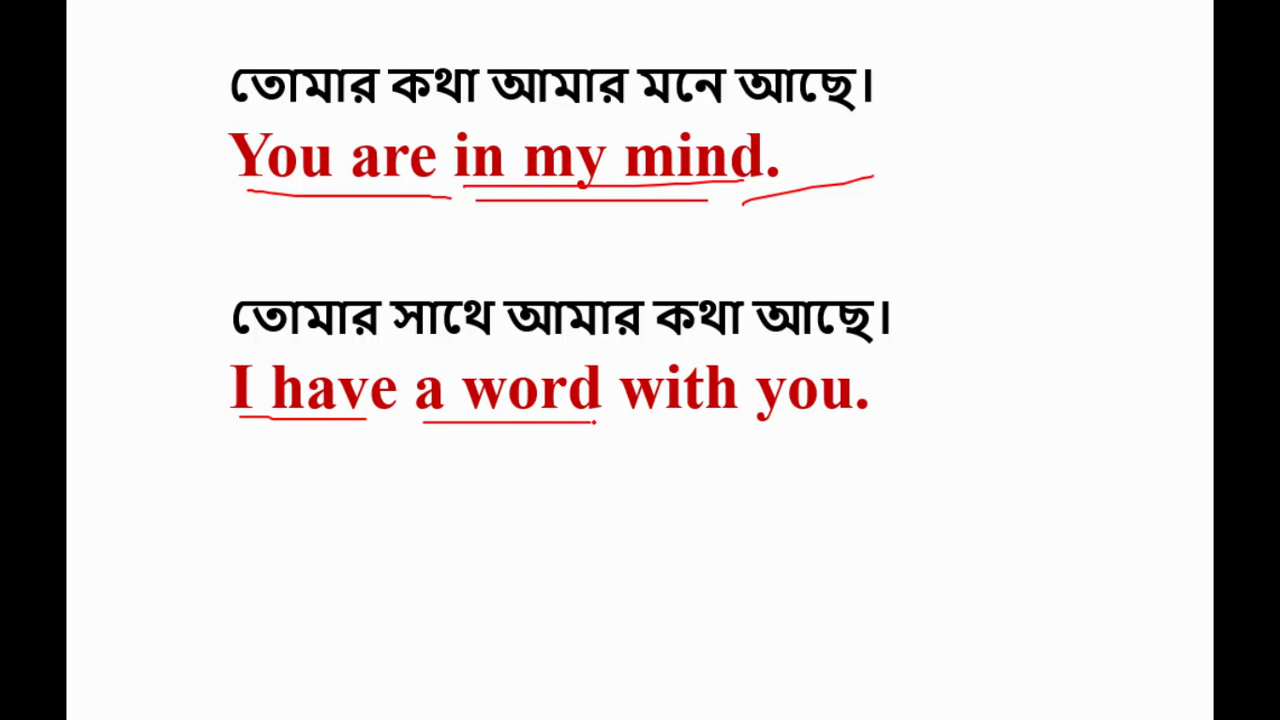 তোমার কথা আমার মনে আছে।
You are in my mind.
তোমার সাথে আমার কথা আছে।
I have a word with you.